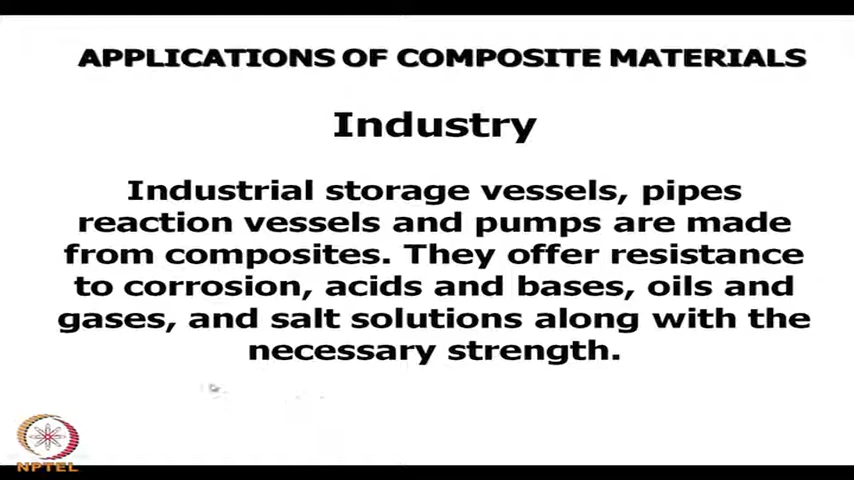 APPLICATIONS OF COMPOSITE MATERIALS
Industry
Industrial storage vessels, pipes
reaction vessels and pumps are made
from composites. They offer resistance
to corrosion, acids and bases, oils and
gases, and salt solutions along with the
necessary strength.
NPTEL